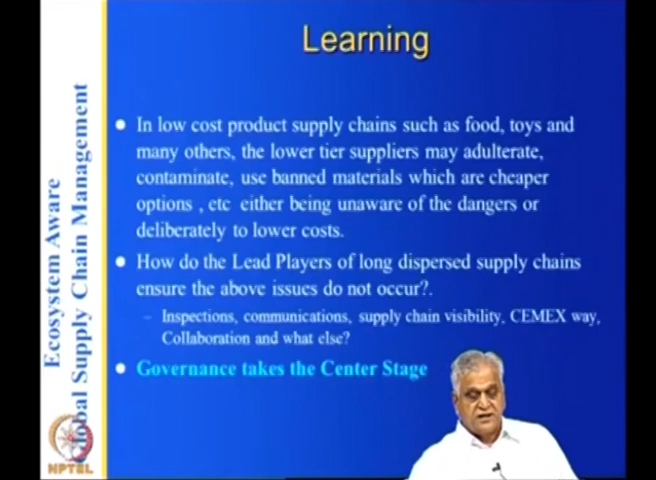 Learning
In low cost product supply chains such as food, toys and
many others, the lower tier suppliers may adulterate,
contaminate, use banned materials which are cheaper
options , etc either being unaware of the dangers or
deliberately to lower costs.
How do the Lead Players of long dispersed supply chains
ensure the above issues do not occur?.
– Inspections, communications, supply chain visibility, CEMEX way,
Collaboration and what else?
Governance takes the Center Stage
Ecosystem Aware
Global Supply Chain Management
NPTEL